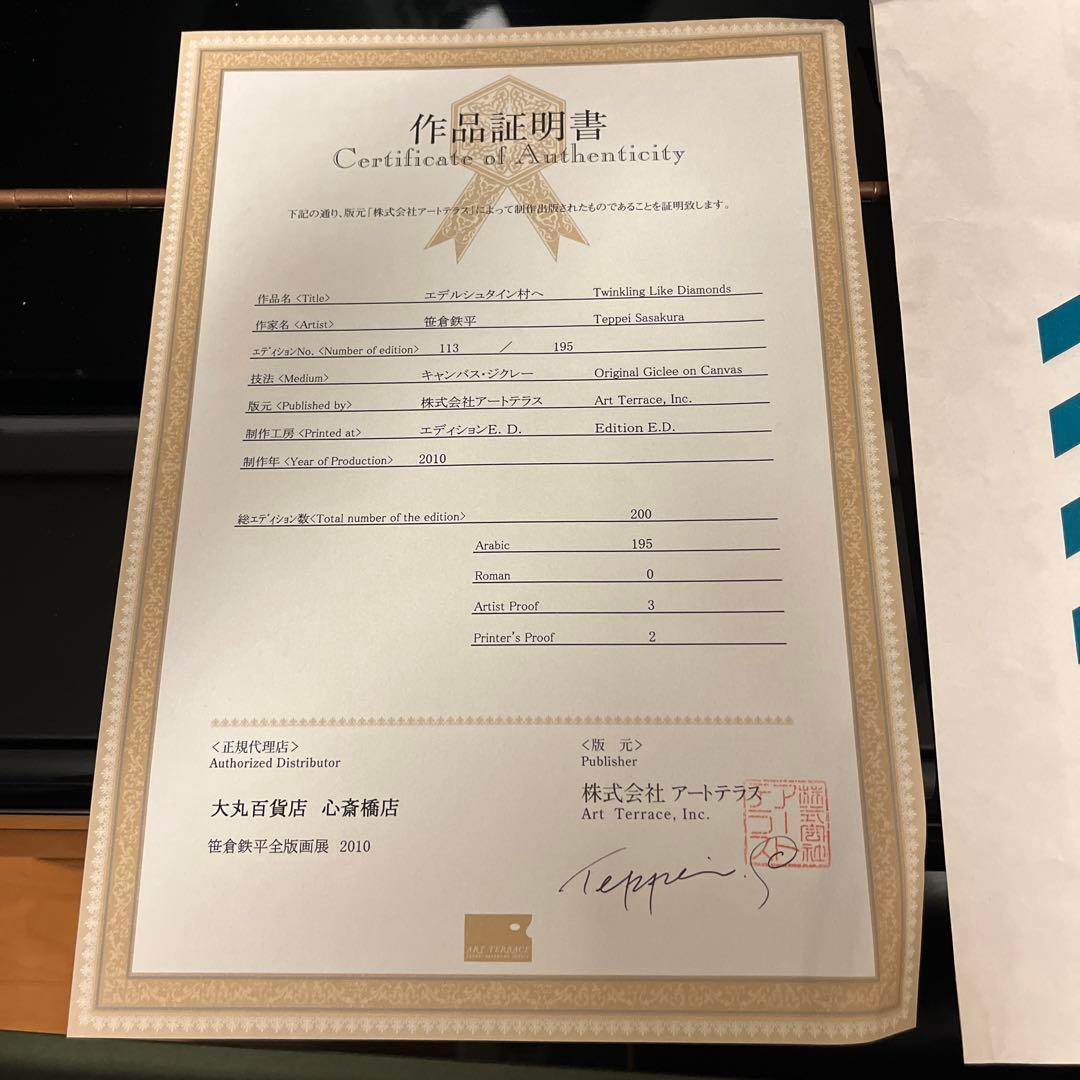 作品証明書
Certificate of Authenticity
下記の通り、版元「株式会社アートテラス」によって制作出版されたものであることを証明致します。
作品名 <Title> エデルシュタイン村へ Twinkling Like Diamonds
作家名 <Artist> 笹倉鉄平 Teppei Sasakura
エディションNo. <Number of edition> 113 / 195
技法 <Medium> キャンバス・ジクレー Original Giclee on Canvas
版元 <Published by> 株式会社アートテラス Art Terrace, Inc.
制作工房 <Printed at> エディションE. D. Edition E.D.
制作年 <Year of Production> 2010
総エディション数<Total number of the edition> 200
Arabic 195
Roman 0
Artist Proof 3
Printer's Proof 2
<正規代理店>
Authorized Distributor
大丸百貨店 心斎橋店
笹倉鉄平全版画展 2010
<版 元>
Publisher
株式会社 アートテラス
Art Terrace, Inc.
株式会社アートテラス
Teppei. S
ART TERRACE